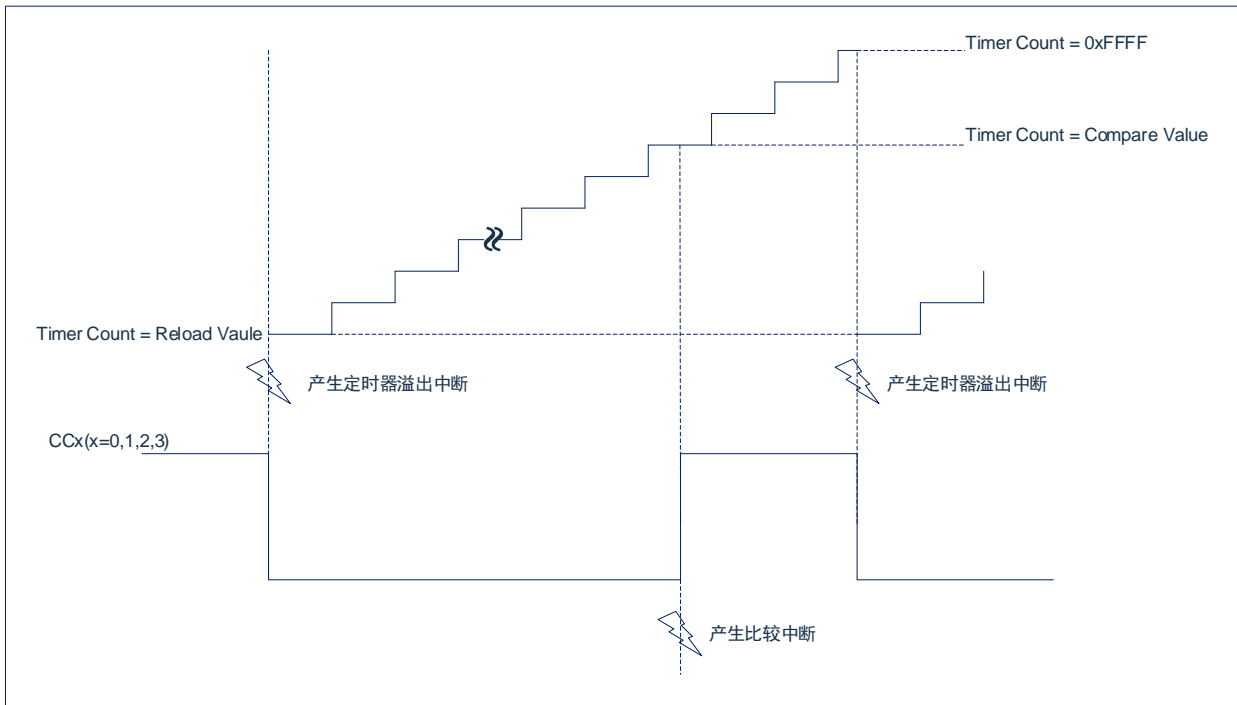 Timer Count = 0xFFFF
Timer Count = Compare Value
Timer Count = Reload Vaule
产生定时器溢出中断
产生定时器溢出中断
CCx(x=0,1,2,3)
产生比较中断